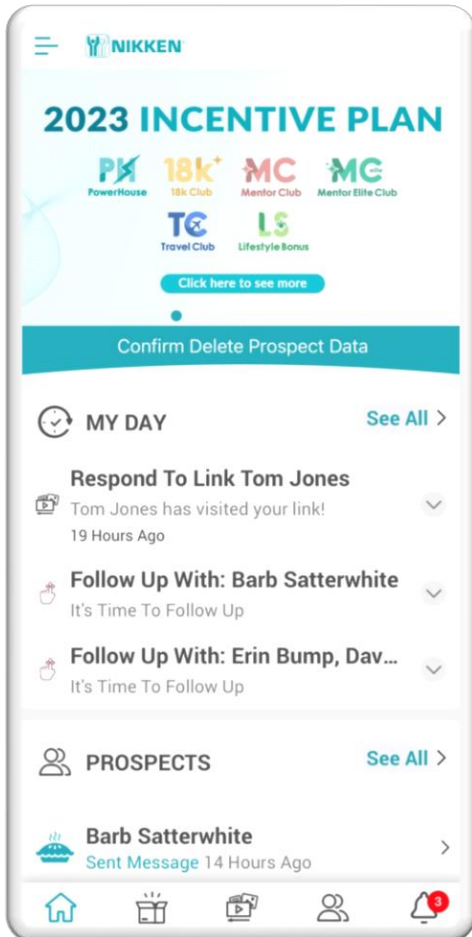 NIKKEN
2023 INCENTIVE PLAN
PH 18k+ MC MC
PowerHouse 18k Club Mentor Club Mentor Elite Club
TC LS
Travel Club Lifestyle Bonus
Click here to see more
Confirm Delete Prospect Data
MY DAY See All >
Respond To Link Tom Jones
Tom Jones has visited your link!
19 Hours Ago
Follow Up With: Barb Satterwhite
It's Time To Follow Up
Follow Up With: Erin Bump, Dav...
It's Time To Follow Up
PROSPECTS See All >
Barb Satterwhite
Sent Message 14 Hours Ago
3